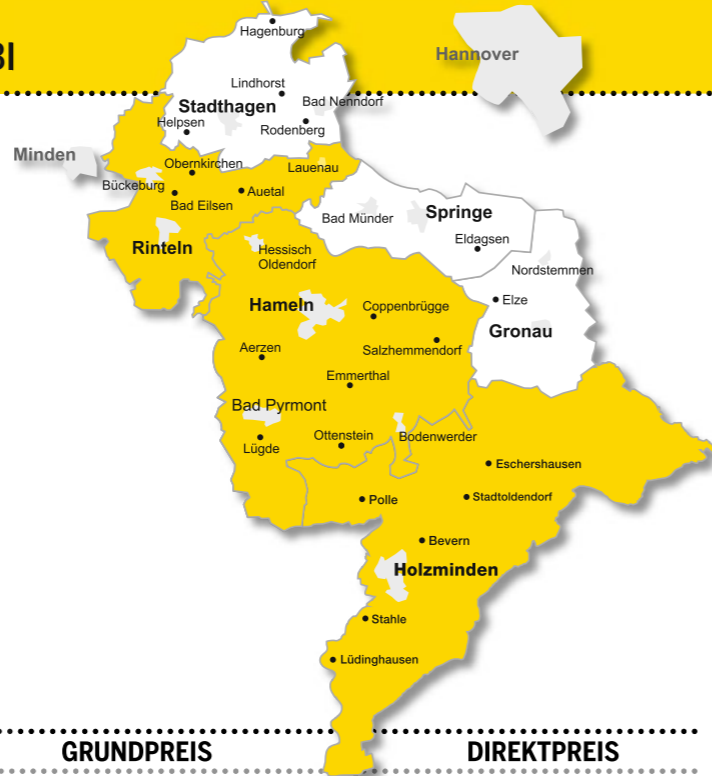 BI
Hagenburg
Hannover
Lindhorst
Bad Nenndorf
Stadthagen
Helpsen
Rodenberg
Minden
Obernkirchen
Lauenau
Bückeburg
Auetal
Bad Eilsen
Bad Münder
Springe
Rinteln
Eldagsen
Hessisch
Oldendorf
Nordstemmen
Elze
Hameln
Coppenbrügge
Gronau
Aerzen
Salzhemmendorf
Emmerthal
Bad Pyrmont
Ottenstein
Bodenwerder
Lügde
Eschershausen
Polle
Stadtoldendorf
Bevern
Holzminden
Stahle
Lüdinghausen
GRUNDPREIS
DIREKTPREIS